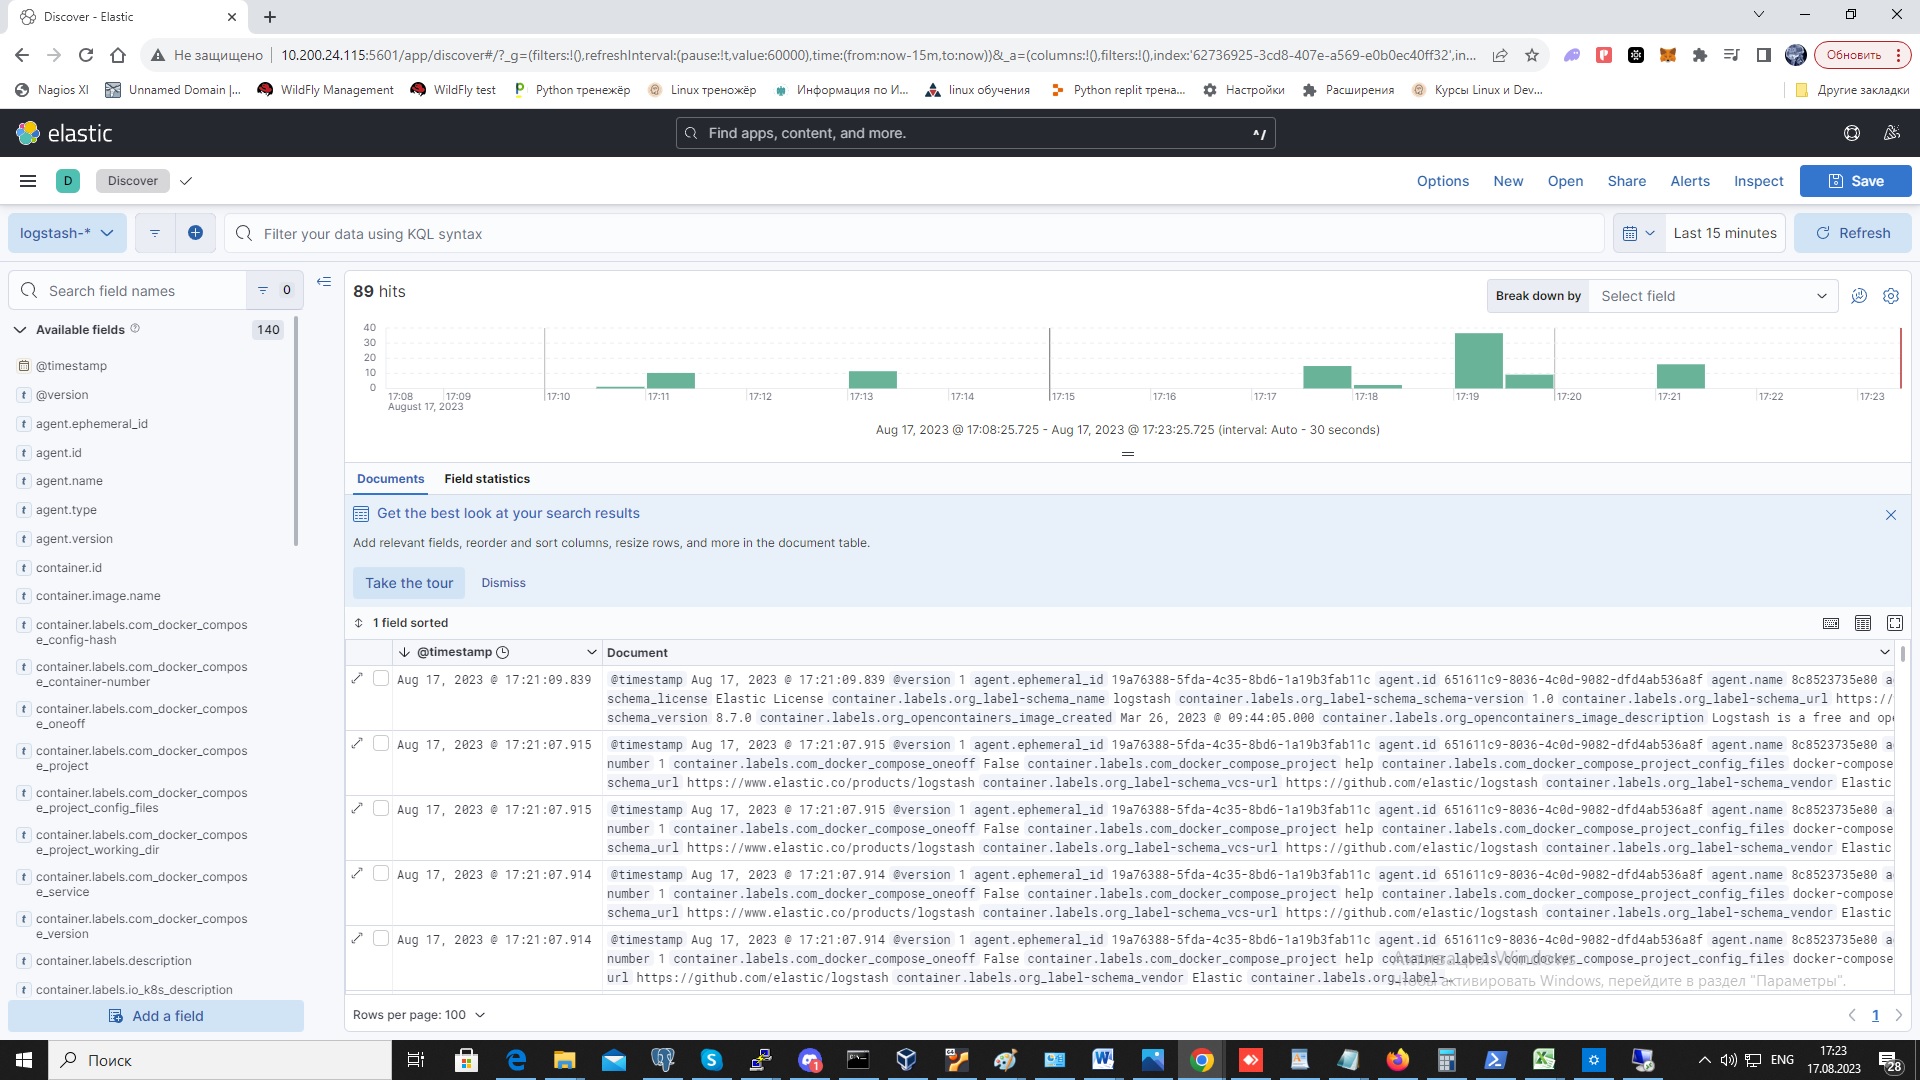 Discover - Elastic
Не защищено 10.200.24.115:5601/app/discover#/?_g=(filters:!(),refreshInterval:(pause:!t,value:60000),time:(from:now-15m,to:now))&_a=(columns:!(),filters:!(),index:'62736925-3cd8-407e-a569-e0b0ec40ff32',in... Обновить
Nagios XI Unnamed Domain |... WildFly Management WildFly test Python тренежёр Linux треножёр Информация по И... linux обучения Python replit трена... Настройки Расширения Курсы Linux и Dev... Другие закладки
elastic Find apps, content, and more. ^/
D Discover Options New Open Share Alerts Inspect Save
logstash-* Filter your data using KQL syntax Last 15 minutes Refresh
Search field names 0
Available fields 140
@timestamp
@version
agent.ephemeral_id
agent.id
agent.name
agent.type
agent.version
container.id
container.image.name
container.labels.com_docker_compos
e_config-hash
container.labels.com_docker_compos
e_container-number
container.labels.com_docker_compos
e_oneoff
container.labels.com_docker_compos
e_project
container.labels.com_docker_compos
e_project_config_files
container.labels.com_docker_compos
e_project_working_dir
container.labels.com_docker_compos
e_service
container.labels.com_docker_compos
e_version
container.labels.description
container.labels.io_k8s_description
Add a field
89 hits
Break down by Select field
40
30
20
10
0
17:08 17:09 17:10 17:11 17:12 17:13 17:14 17:15 17:16 17:17 17:18 17:19 17:20 17:21 17:22 17:23
August 17, 2023
Aug 17, 2023 @ 17:08:25.725 - Aug 17, 2023 @ 17:23:25.725 (interval: Auto - 30 seconds)
Documents Field statistics
Get the best look at your search results
Add relevant fields, reorder and sort columns, resize rows, and more in the document table.
Take the tour Dismiss
1 field sorted
@timestamp Document
Aug 17, 2023 @ 17:21:09.839 @timestamp Aug 17, 2023 @ 17:21:09.839 @version 1 agent.ephemeral_id 19a76388-5fda-4c35-8bd6-1a19b3fab11c agent.id 651611c9-8036-4c0d-9082-dfd4ab536a8f agent.name 8c8523735e80 a
schema_license Elastic License container.labels.org_label-schema_name logstash container.labels.org_label-schema_schema-version 1.0 container.labels.org_label-schema_url https://
schema_version 8.7.0 container.labels.org_opencontainers_image_created Mar 26, 2023 @ 09:44:05.000 container.labels.org_opencontainers_image_description Logstash is a free and ope
Aug 17, 2023 @ 17:21:07.915 @timestamp Aug 17, 2023 @ 17:21:07.915 @version 1 agent.ephemeral_id 19a76388-5fda-4c35-8bd6-1a19b3fab11c agent.id 651611c9-8036-4c0d-9082-dfd4ab536a8f agent.name 8c8523735e80 a
number 1 container.labels.com_docker_compose_oneoff False container.labels.com_docker_compose_project help container.labels.com_docker_compose_project_config_files docker-compose
schema_url https://www.elastic.co/products/logstash container.labels.org_label-schema_vcs-url https://github.com/elastic/logstash container.labels.org_label-schema_vendor Elastic
Aug 17, 2023 @ 17:21:07.915 @timestamp Aug 17, 2023 @ 17:21:07.915 @version 1 agent.ephemeral_id 19a76388-5fda-4c35-8bd6-1a19b3fab11c agent.id 651611c9-8036-4c0d-9082-dfd4ab536a8f agent.name 8c8523735e80 a
number 1 container.labels.com_docker_compose_oneoff False container.labels.com_docker_compose_project help container.labels.com_docker_compose_project_config_files docker-compose
schema_url https://www.elastic.co/products/logstash container.labels.org_label-schema_vcs-url https://github.com/elastic/logstash container.labels.org_label-schema_vendor Elastic
Aug 17, 2023 @ 17:21:07.914 @timestamp Aug 17, 2023 @ 17:21:07.914 @version 1 agent.ephemeral_id 19a76388-5fda-4c35-8bd6-1a19b3fab11c agent.id 651611c9-8036-4c0d-9082-dfd4ab536a8f agent.name 8c8523735e80 a
number 1 container.labels.com_docker_compose_oneoff False container.labels.com_docker_compose_project help container.labels.com_docker_compose_project_config_files docker-compose
schema_url https://www.elastic.co/products/logstash container.labels.org_label-schema_vcs-url https://github.com/elastic/logstash container.labels.org_label-schema_vendor Elastic
Aug 17, 2023 @ 17:21:07.914 @timestamp Aug 17, 2023 @ 17:21:07.914 @version 1 agent.ephemeral_id 19a76388-5fda-4c35-8bd6-1a19b3fab11c agent.id 651611c9-8036-4c0d-9082-dfd4ab536a8f agent.name 8c8523735e80 a
number 1 container.labels.com_docker_compose_oneoff False container.labels.com_docker_compose_project help container.labels.com_docker_compose_project_config_files docker-compose
url https://github.com/elastic/logstash container.labels.org_label-schema_vendor Elastic container.labels.org_label-…
Активация Windows
Чтобы активировать Windows, перейдите в раздел "Параметры".
Rows per page: 100 1
Поиск ENG 17:23
17.08.2023 28